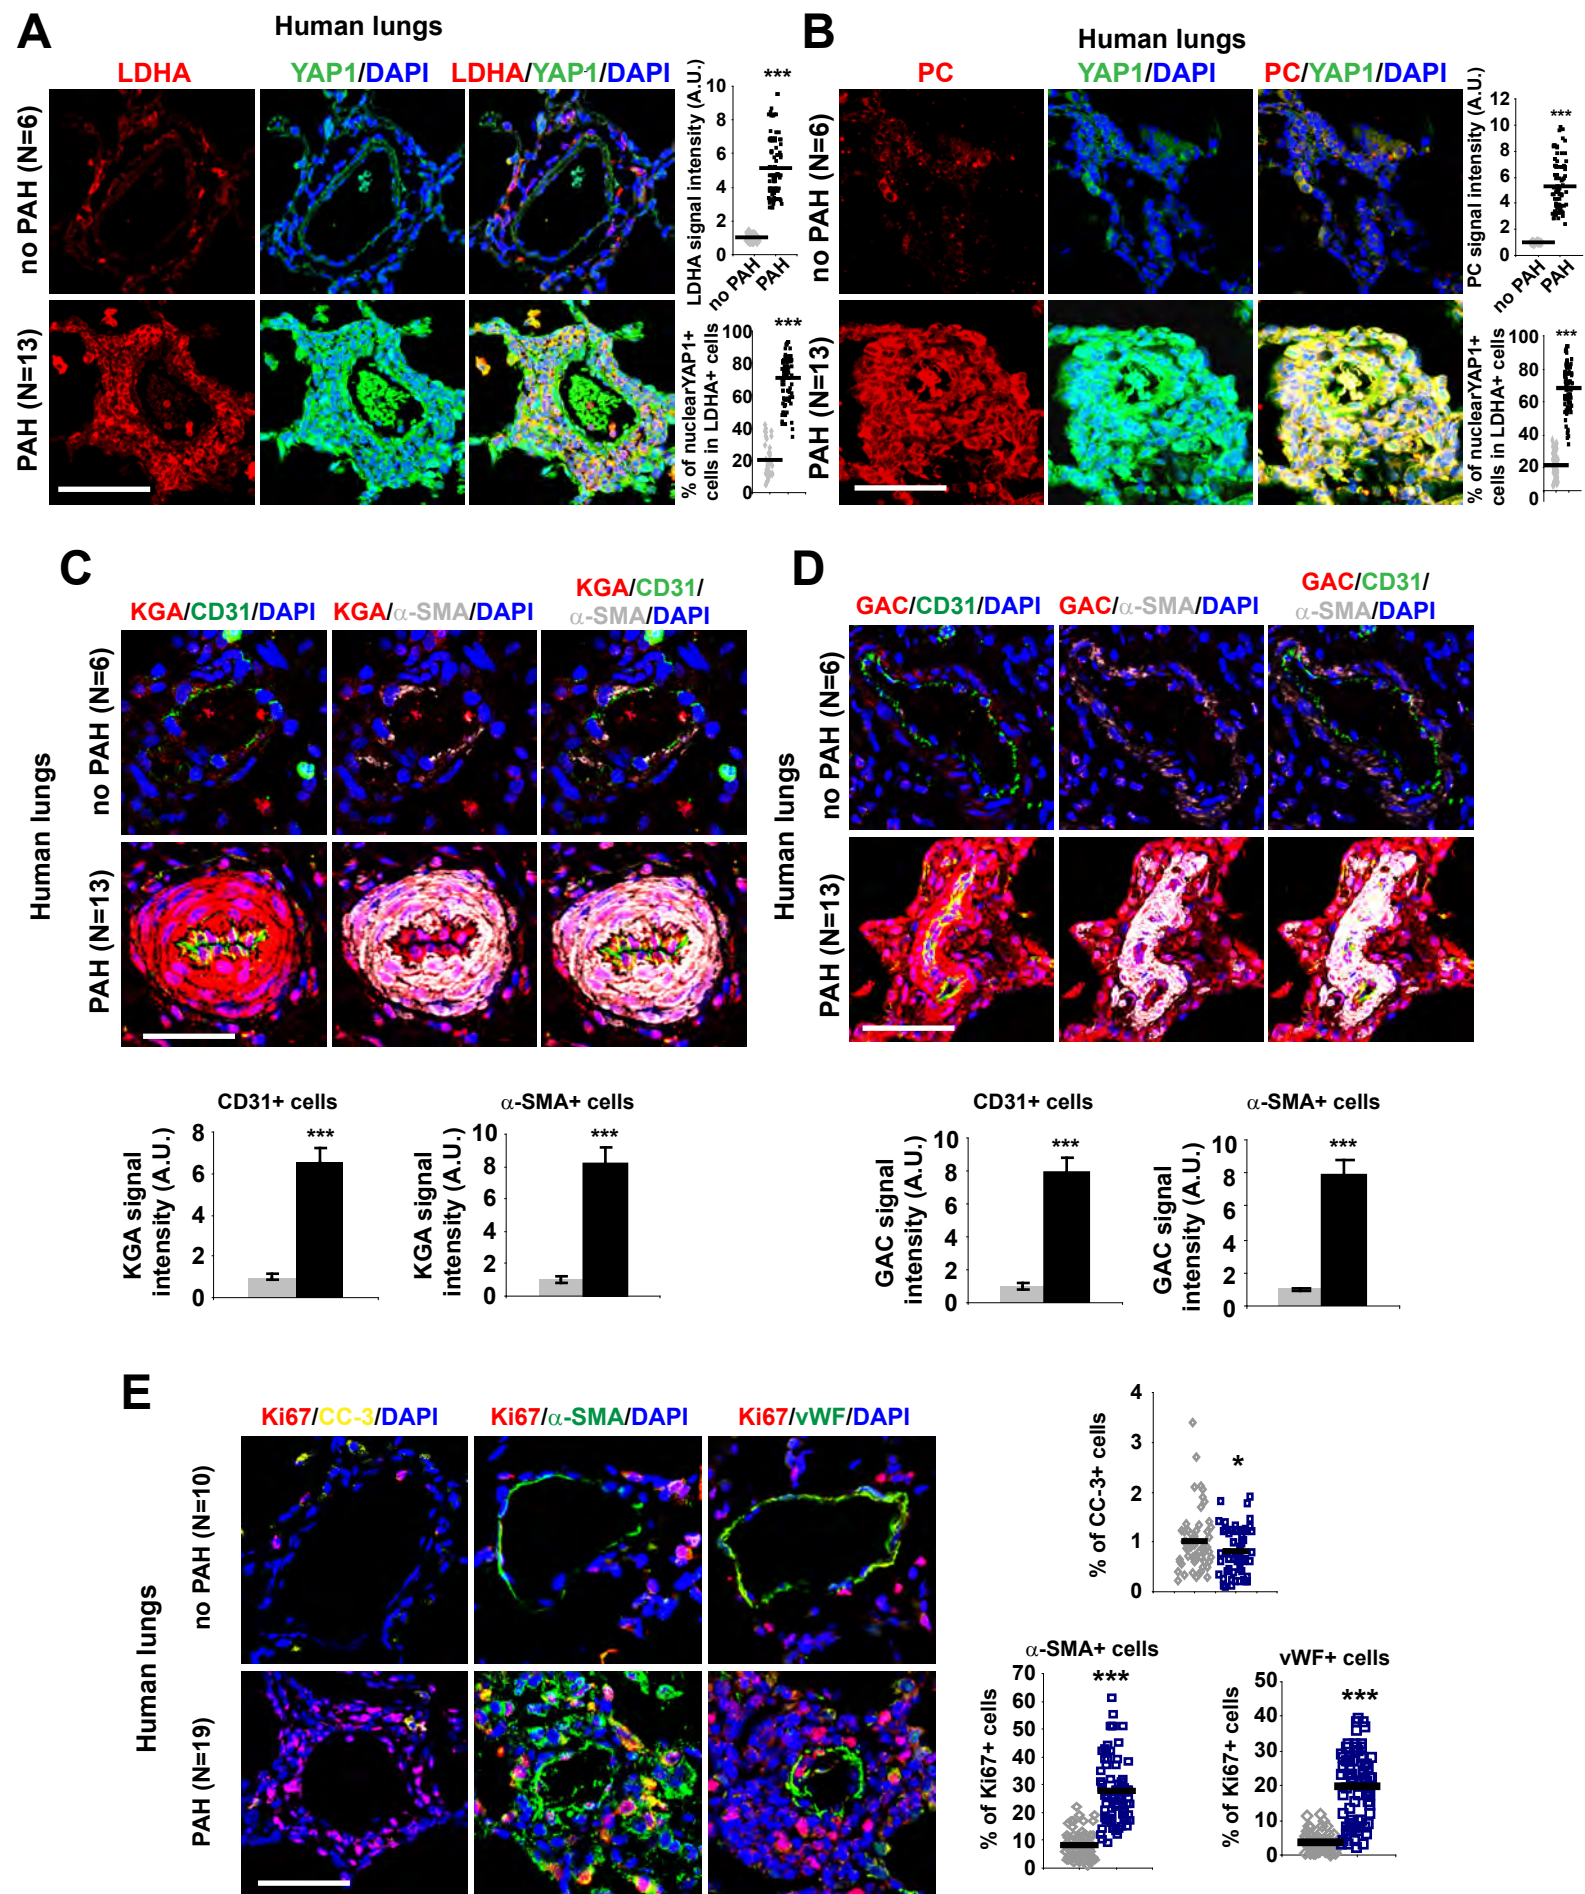 A
Human lungs
LDHA YAP1/DAPI LDHA/YAP1/DAPI
no PAH (N=6)
PAH (N=13)
LDHA signal intensity (A.U.)
10
8
6
4
2
0
***
no PAH PAH
% of nuclearYAP1+
cells in LDHA+ cells
100
80
60
40
20
0
***
B
Human lungs
PC YAP1/DAPI PC/YAP1/DAPI
no PAH (N=6)
PAH (N=13)
PC signal intensity (A.U.)
12
10
8
6
4
2
0
***
no PAH PAH
% of nuclearYAP1+
cells in LDHA+ cells
100
80
60
40
20
0
***
C
KGA/CD31/DAPI KGA/α-SMA/DAPI KGA/CD31/
α-SMA/DAPI
Human lungs
no PAH (N=6)
PAH (N=13)
CD31+ cells
KGA signal
intensity (A.U.)
8
6
4
2
0
***
α-SMA+ cells
KGA signal
intensity (A.U.)
10
8
6
4
2
0
***
D
GAC/CD31/DAPI GAC/α-SMA/DAPI GAC/CD31/
α-SMA/DAPI
Human lungs
no PAH (N=6)
PAH (N=13)
CD31+ cells
GAC signal
intensity (A.U.)
10
8
6
4
2
0
***
α-SMA+ cells
GAC signal
intensity (A.U.)
10
8
6
4
2
0
***
E
Ki67/CC-3/DAPI Ki67/α-SMA/DAPI Ki67/vWF/DAPI
Human lungs
no PAH (N=10)
PAH (N=19)
% of CC-3+ cells
4
3
2
1
0
*
α-SMA+ cells
% of Ki67+ cells
70
60
50
40
30
20
10
0
***
vWF+ cells
% of Ki67+ cells
50
40
30
20
10
0
***